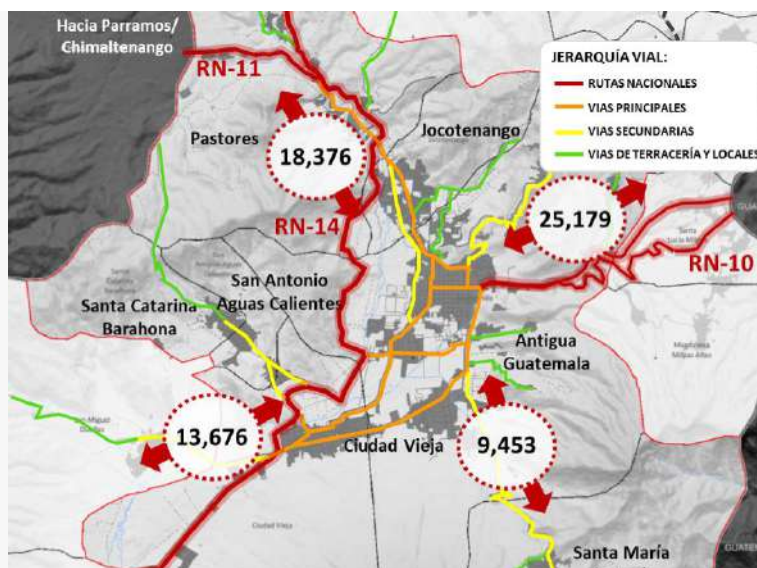 Hacia Parramos/
Chimaltenango
RN-11
Pastores
18,376
Jocotenango
JERARQUÍA VIAL:
RUTAS NACIONALES
VIAS PRINCIPALES
VIAS SECUNDARIAS
VIAS DE TERRACERÍA Y LOCALES
25,179
RN-14
RN-10
San Antonio
Aguas Calientes
Santa Catarina
Barahona
Antigua
Guatemala
13,676
Ciudad Vieja
9,453
Ciudad Vieja
Santa María